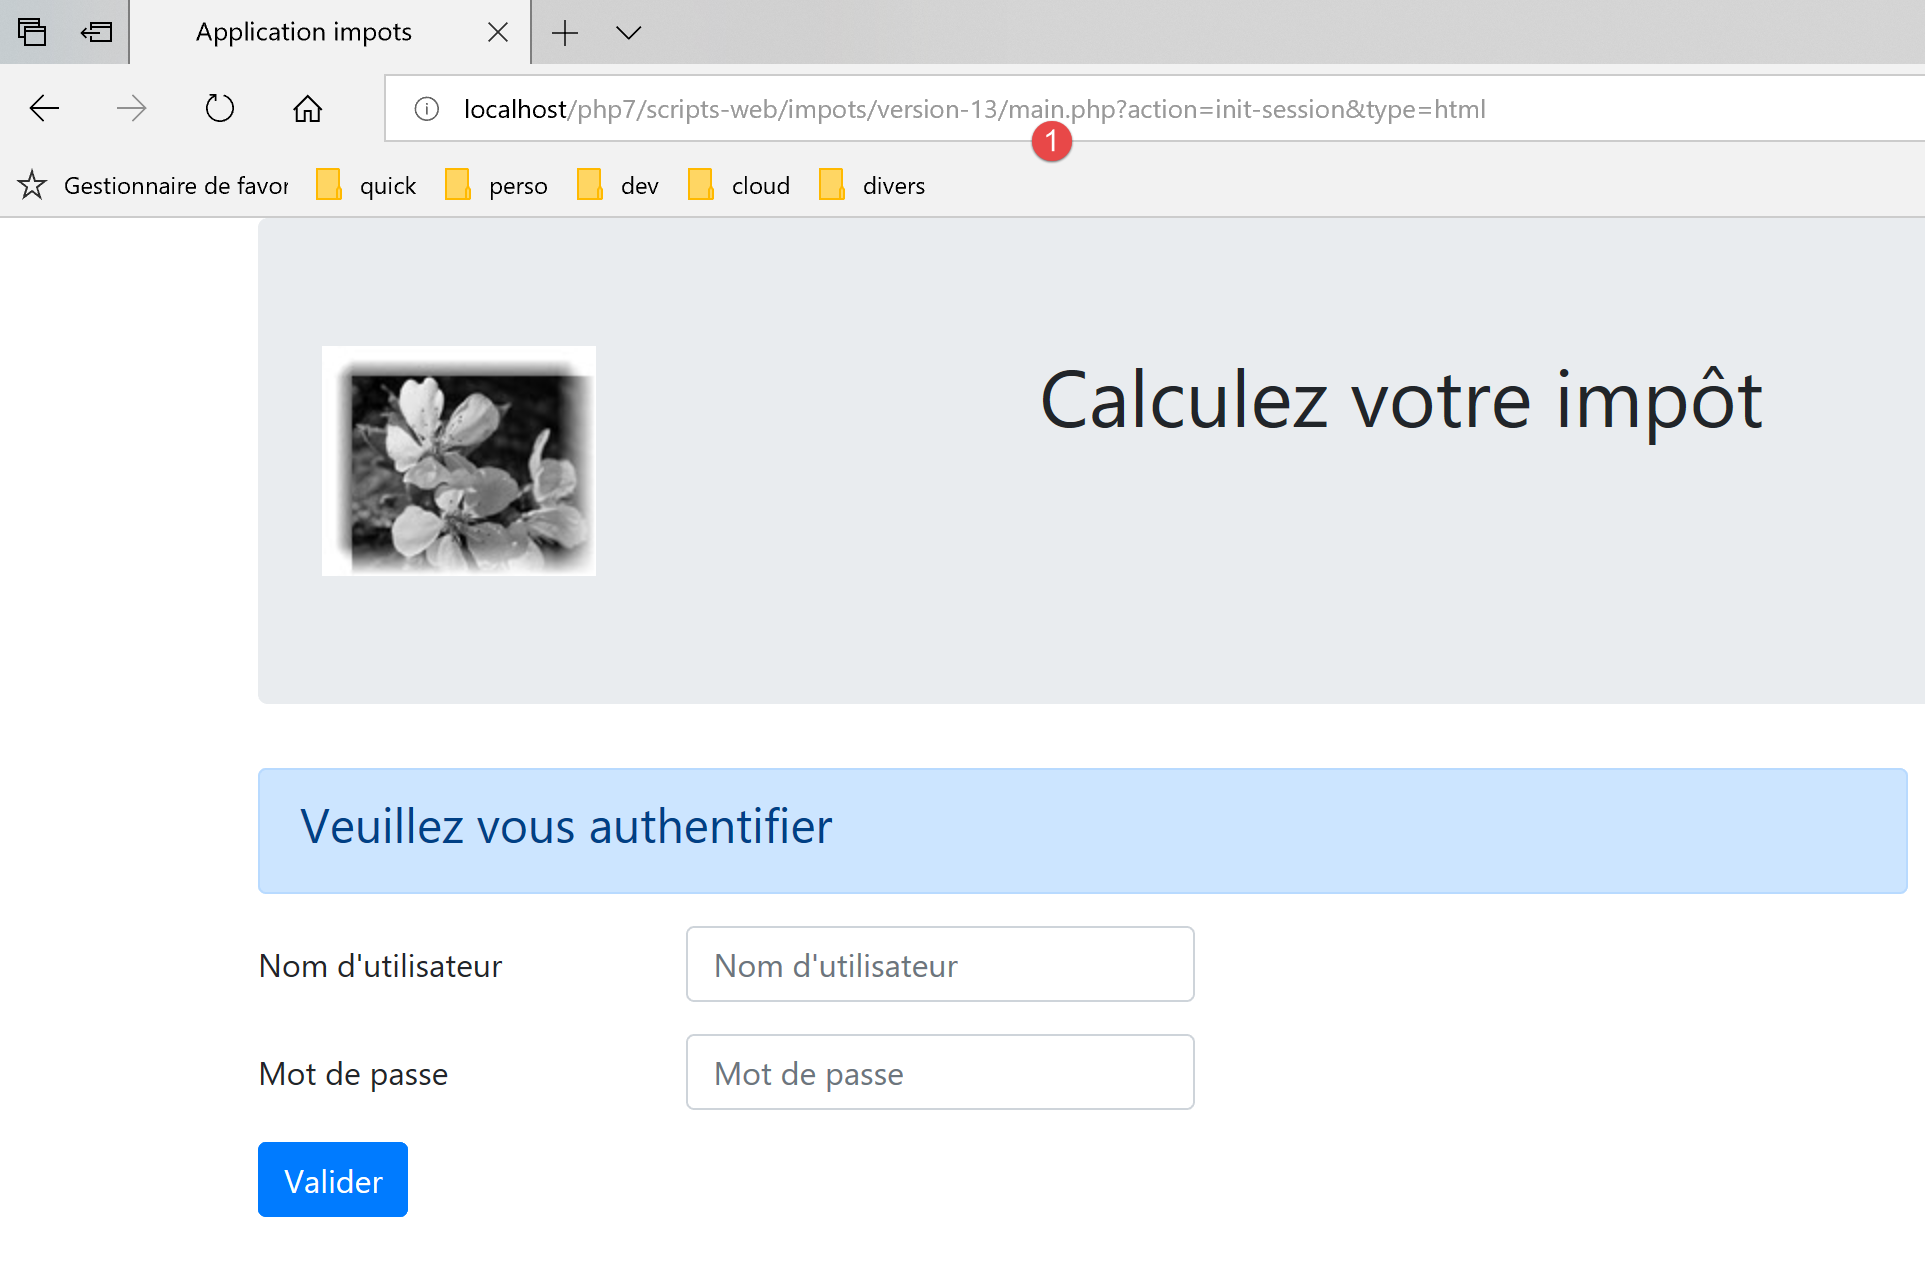 Application impots
localhost/php7/scripts-web/impots/version-13/main.php?action=init-session&type=html
1
Gestionnaire de favor quick perso dev cloud divers
Calculez votre impôt
Veuillez vous authentifier
Nom d'utilisateur Nom d'utilisateur
Mot de passe Mot de passe
Valider